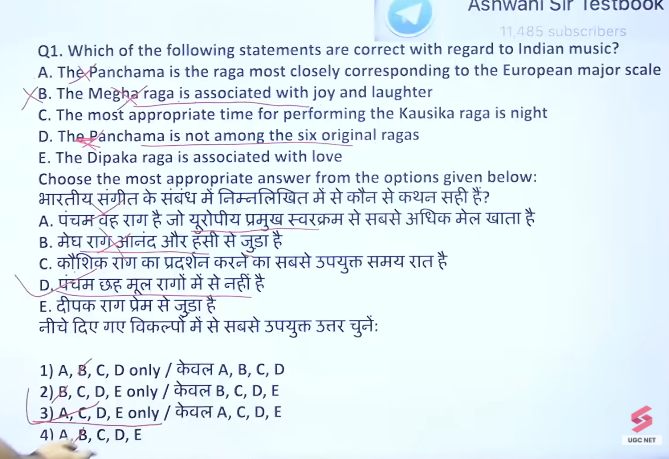 Ashwani Sir Testbook
11,485 subscribers
Q1. Which of the following statements are correct with regard to Indian music?
A. The Panchama is the raga most closely corresponding to the European major scale
B. The Megha raga is associated with joy and laughter
C. The most appropriate time for performing the Kausika raga is night
D. The Panchama is not among the six original ragas
E. The Dipaka raga is associated with love
Choose the most appropriate answer from the options given below:
भारतीय संगीत के संबंध में निम्नलिखित में से कौन से कथन सही हैं?
A. पंचम वह राग है जो यूरोपीय प्रमुख स्वरक्रम से सबसे अधिक मेल खाता है
B. मेघ राग आनंद और हंसी से जुडा है
C. कौशिक राग का प्रदर्शन करने का सबसे उपयुक्त समय रात है
D. पंचम छह मूल रागों में से नहीं है
E. दीपक राग प्रेम से जुडा है
नीचे दिए गए विकल्पों में से सबसे उपयुक्त उत्तर चुनें:
1) A, B, C, D only / केवल A, B, C, D
2) B, C, D, E only / केवल B, C, D, E
3) A, C, D, E only / केवल A, C, D, E
4) A, B, C, D, E
UGC NET